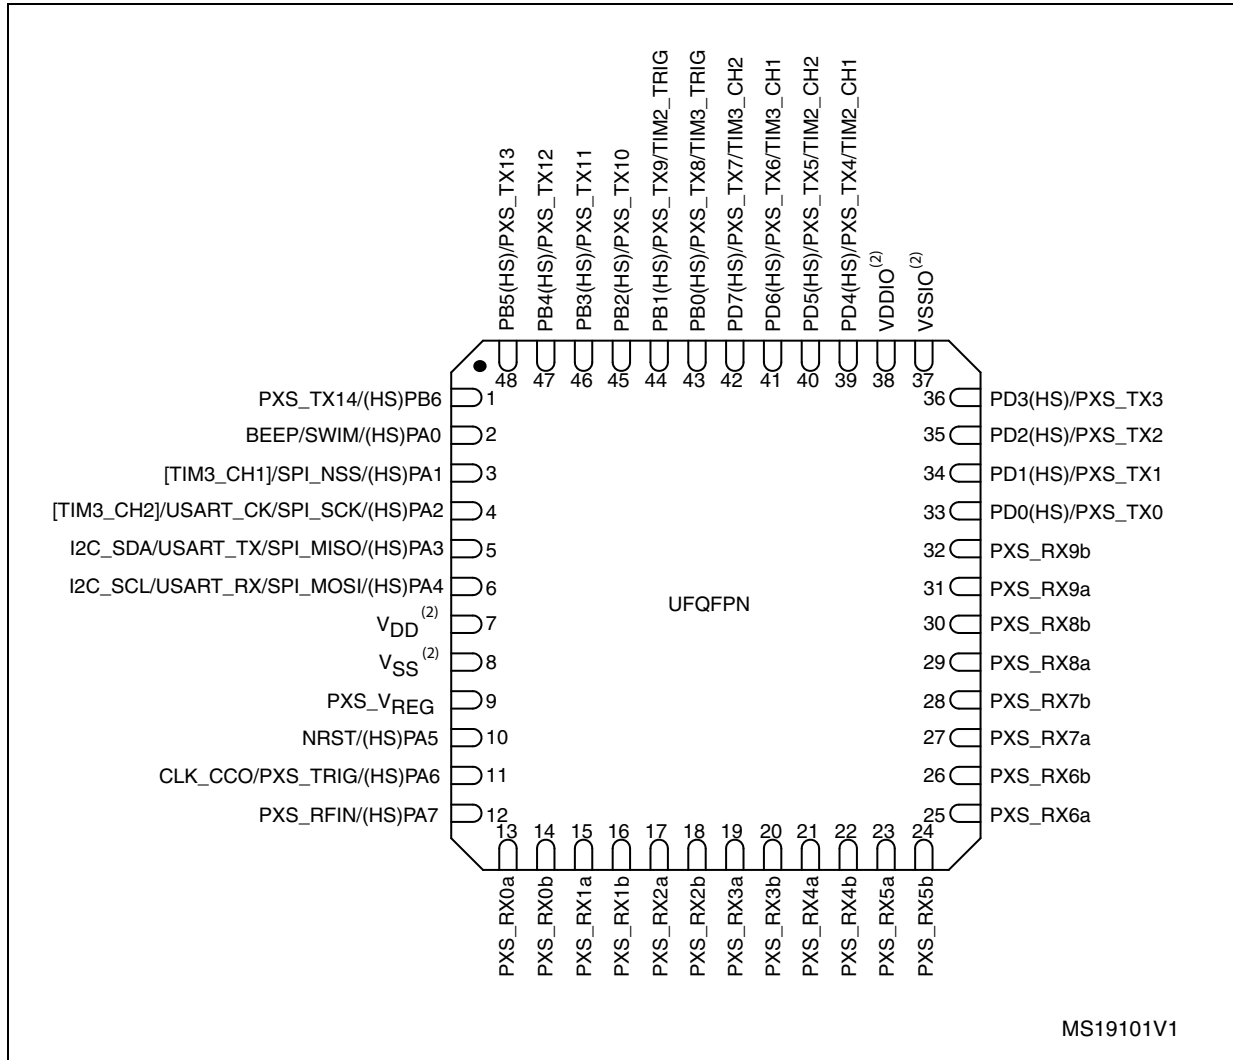 PB5(HS)/PXS_TX13
PB4(HS)/PXS_TX12
PB3(HS)/PXS_TX11
PB2(HS)/PXS_TX10
PB1(HS)/PXS_TX9/TIM2_TRIG
PB0(HS)/PXS_TX8/TIM3_TRIG
PD7(HS)/PXS_TX7/TIM3_CH2
PD6(HS)/PXS_TX6/TIM3_CH1
PD5(HS)/PXS_TX5/TIM2_CH2
PD4(HS)/PXS_TX4/TIM2_CH1
VDDIO(2)
VSSIO(2)
48 47 46 45 44 43 42 41 40 39 38 37
PXS_TX14/(HS)PB6 1
BEEP/SWIM/(HS)PA0 2
[TIM3_CH1]/SPI_NSS/(HS)PA1 3
[TIM3_CH2]/USART_CK/SPI_SCK/(HS)PA2 4
I2C_SDA/USART_TX/SPI_MISO/(HS)PA3 5
I2C_SCL/USART_RX/SPI_MOSI/(HS)PA4 6
VDD(2) 7
VSS(2) 8
PXS_VREG 9
NRST/(HS)PA5 10
CLK_CCO/PXS_TRIG/(HS)PA6 11
PXS_RFIN/(HS)PA7 12
UFQFPN
36 PD3(HS)/PXS_TX3
35 PD2(HS)/PXS_TX2
34 PD1(HS)/PXS_TX1
33 PD0(HS)/PXS_TX0
32 PXS_RX9b
31 PXS_RX9a
30 PXS_RX8b
29 PXS_RX8a
28 PXS_RX7b
27 PXS_RX7a
26 PXS_RX6b
25 PXS_RX6a
13 14 15 16 17 18 19 20 21 22 23 24
PXS_RX0a
PXS_RX0b
PXS_RX1a
PXS_RX1b
PXS_RX2a
PXS_RX2b
PXS_RX3a
PXS_RX3b
PXS_RX4a
PXS_RX4b
PXS_RX5a
PXS_RX5b
MS19101V1